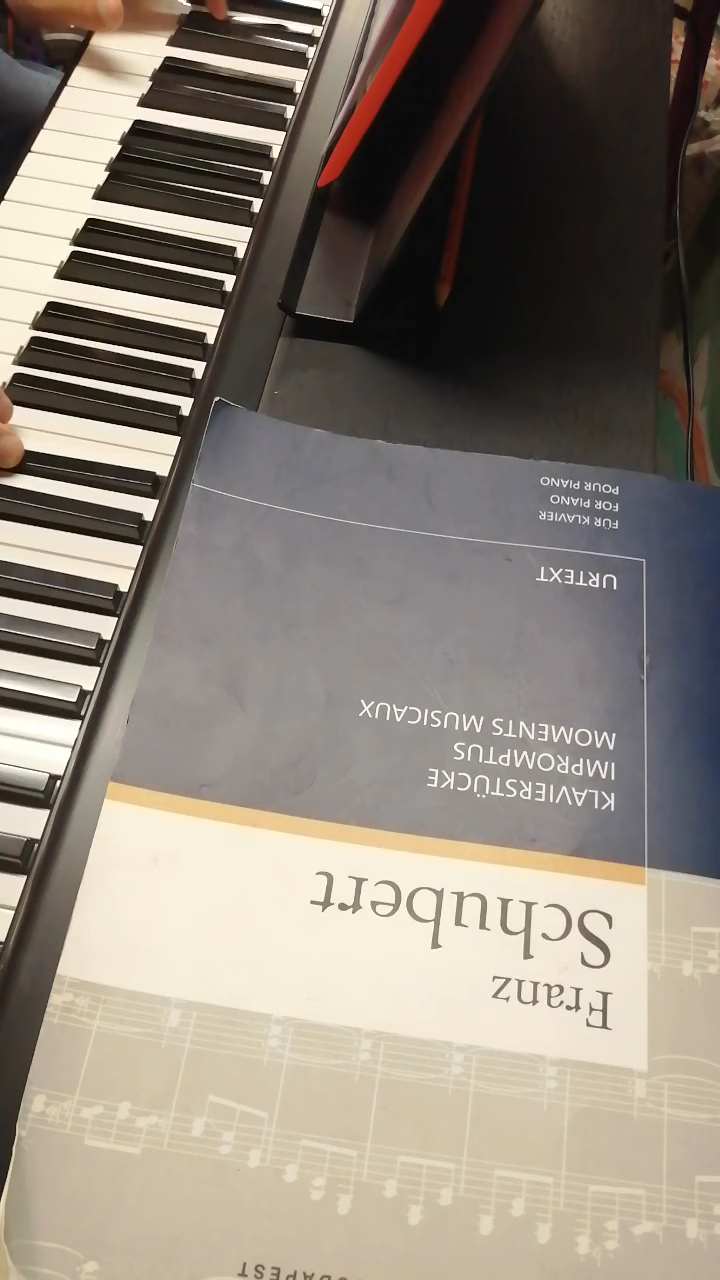 Franz
Schubert
KLAVIERSTÜCKE
IMPROMPTUS
MOMENTS MUSICAUX
URTEXT
FÜR KLAVIER
FOR PIANO
POUR PIANO